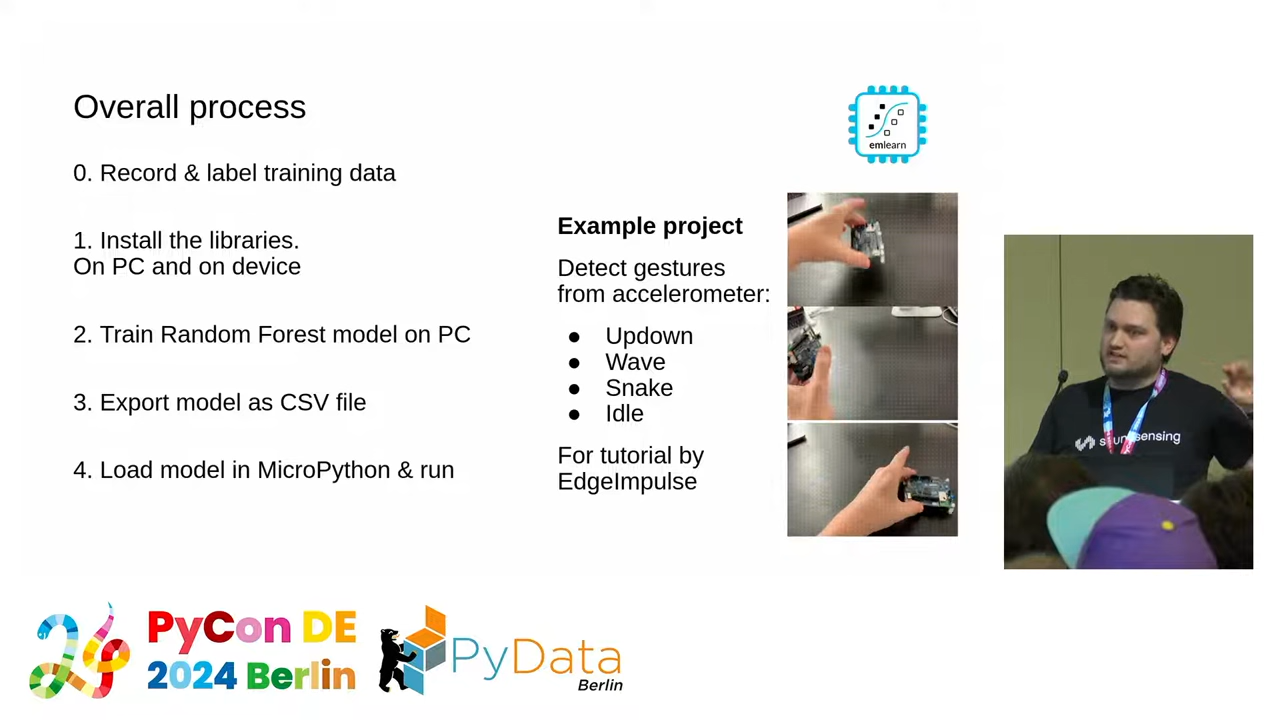 Overall process
emlearn
0. Record & label training data
1. Install the libraries.
On PC and on device
2. Train Random Forest model on PC
3. Export model as CSV file
4. Load model in MicroPython & run
Example project
Detect gestures
from accelerometer:
● Updown
● Wave
● Snake
● Idle
For tutorial by
EdgeImpulse
soundsensing
PyCon DE
2024 Berlin
PyData
Berlin